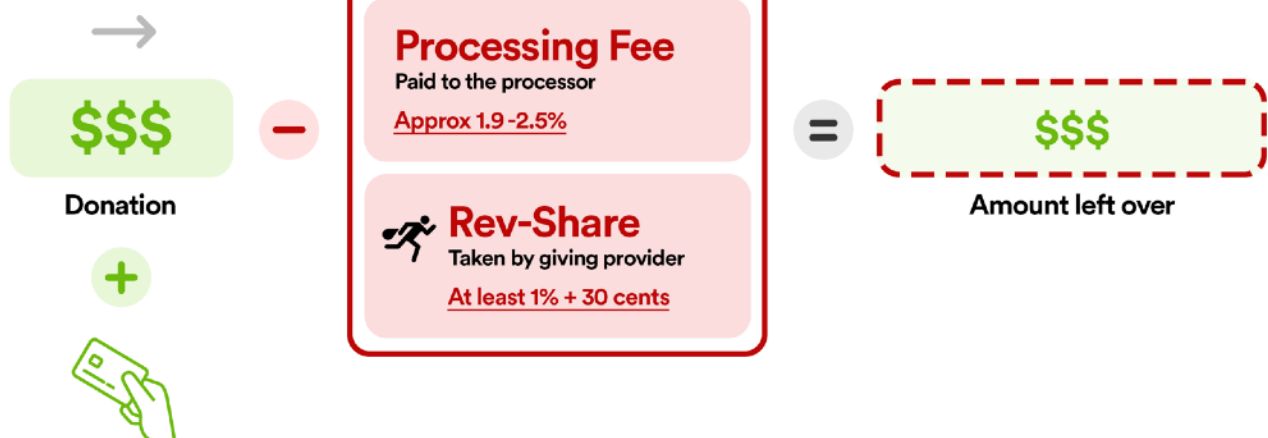 $$$
Donation
Processing Fee
Paid to the processor
Approx 1.9 -2.5%
Rev-Share
Taken by giving provider
At least 1% + 30 cents
=
$$$
Amount left over